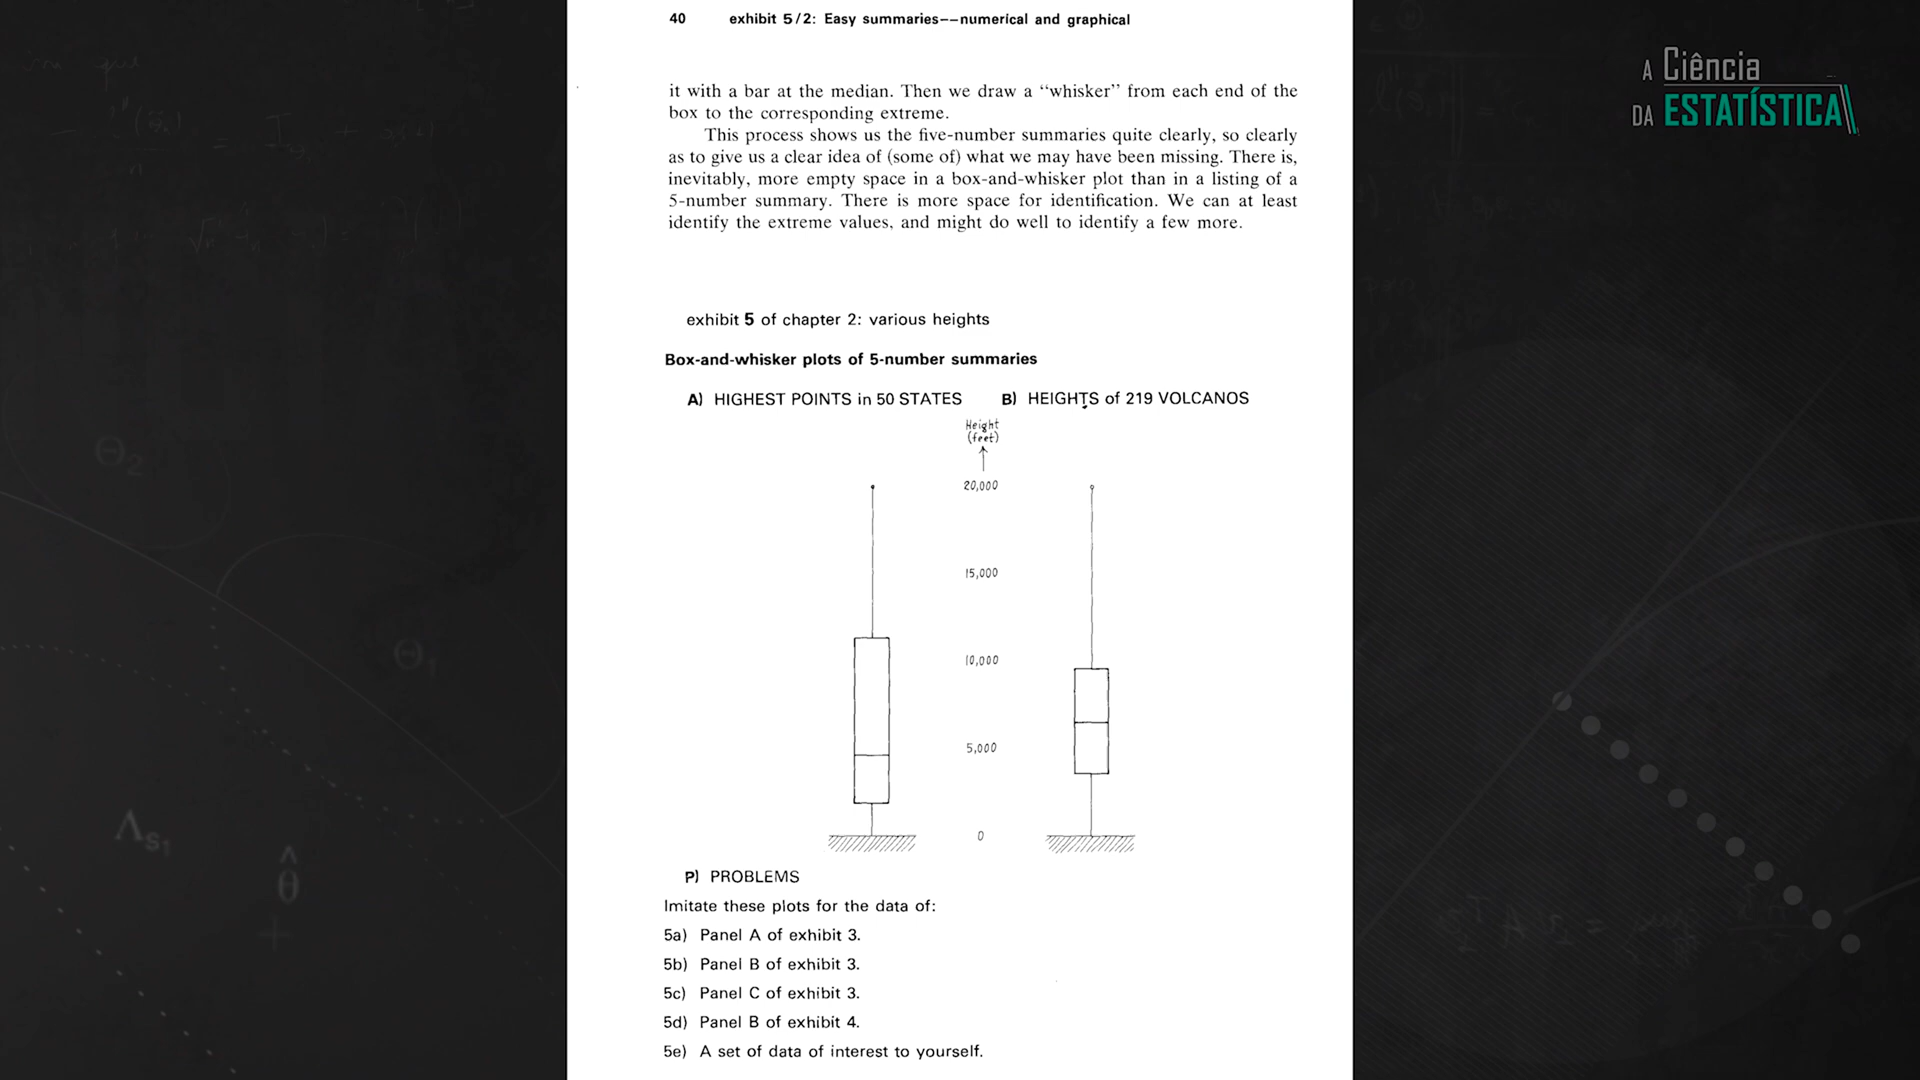 40 exhibit 5/2: Easy summaries--numerical and graphical
it with a bar at the median. Then we draw a “whisker” from each end of the
box to the corresponding extreme.
This process shows us the five-number summaries quite clearly, so clearly
as to give us a clear idea of (some of) what we may have been missing. There is,
inevitably, more empty space in a box-and-whisker plot than in a listing of a
5-number summary. There is more space for identification. We can at least
identify the extreme values, and might do well to identify a few more.
exhibit 5 of chapter 2: various heights
Box-and-whisker plots of 5-number summaries
A) HIGHEST POINTS in 50 STATES B) HEIGHTS of 219 VOLCANOS
Height
(feet)
20,000
15,000
10,000
5,000
0
P) PROBLEMS
Imitate these plots for the data of:
5a) Panel A of exhibit 3.
5b) Panel B of exhibit 3.
5c) Panel C of exhibit 3.
5d) Panel B of exhibit 4.
5e) A set of data of interest to yourself.
A Ciência
DA ESTATÍSTICA
Θ2
Θ1
ΛS1
θ̂